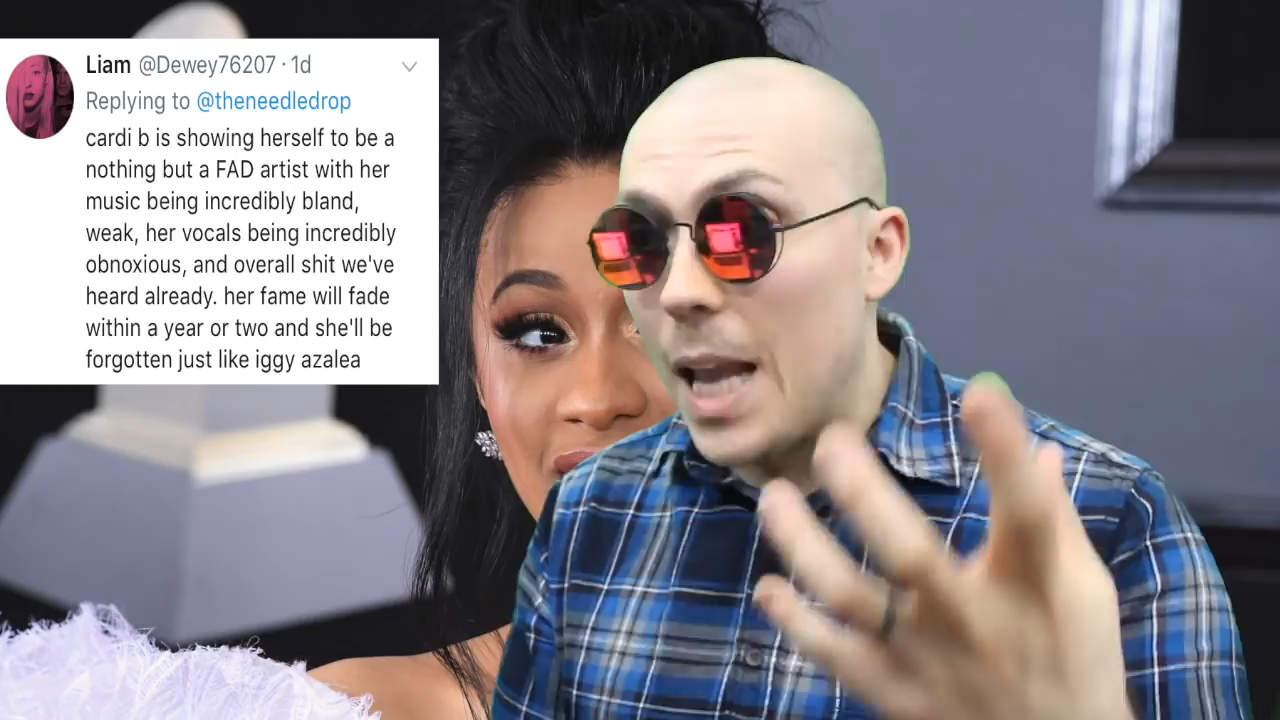 Liam @Dewey76207 · 1d
Replying to @theneedledrop
cardi b is showing herself to be a
nothing but a FAD artist with her
music being incredibly bland,
weak, her vocals being incredibly
obnoxious, and overall shit we've
heard already. her fame will fade
within a year or two and she'll be
forgotten just like iggy azalea